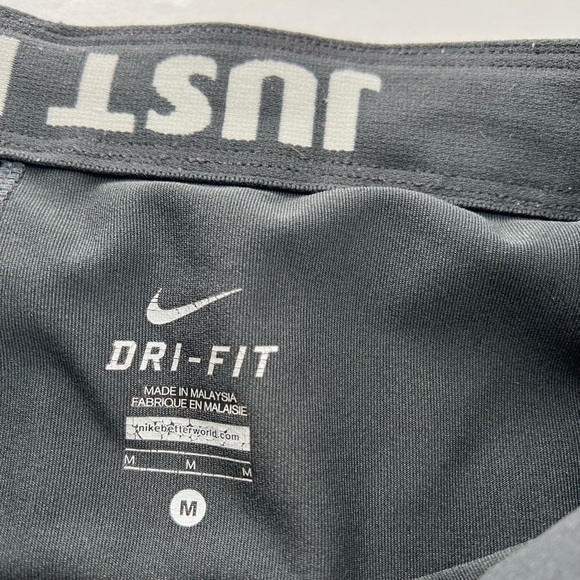 JUST
DRI-FIT
MADE IN MALAYSIA
FABRIQUE EN MALAISIE
nikebetterworld.com
M M M
M